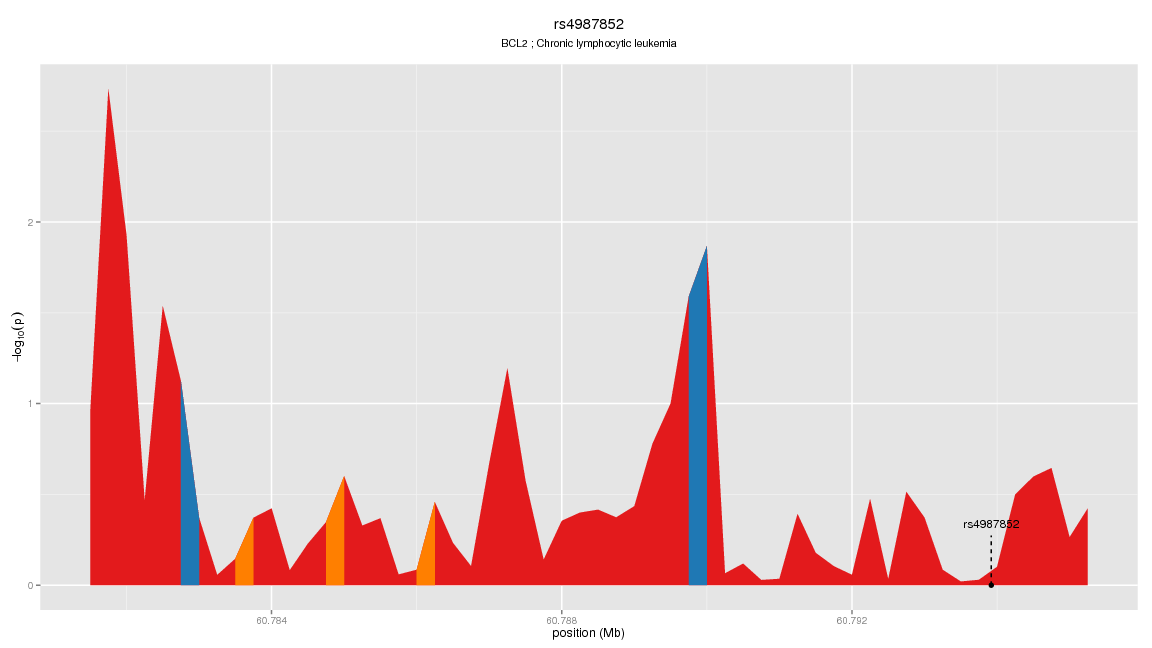 rs4987852
BCL2 ; Chronic lymphocytic leukemia
2
1
0
-log10(p)
rs4987852
60.784
60.788
60.792
position (Mb)